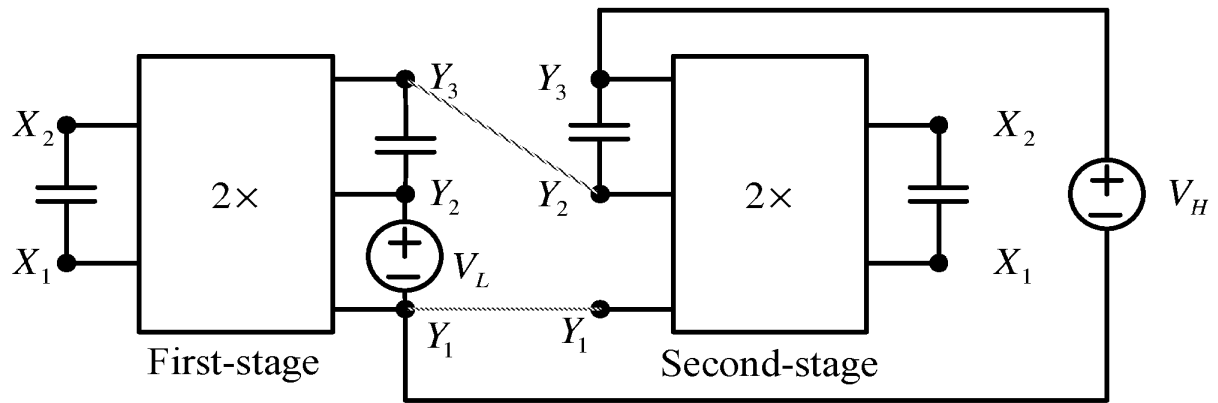 Y₃
Y₃
X₂
X₂
2×
Y₂
Y₂
2×
V_H
X₁
V_L
X₁
Y₁
Y₁
First-stage
Second-stage